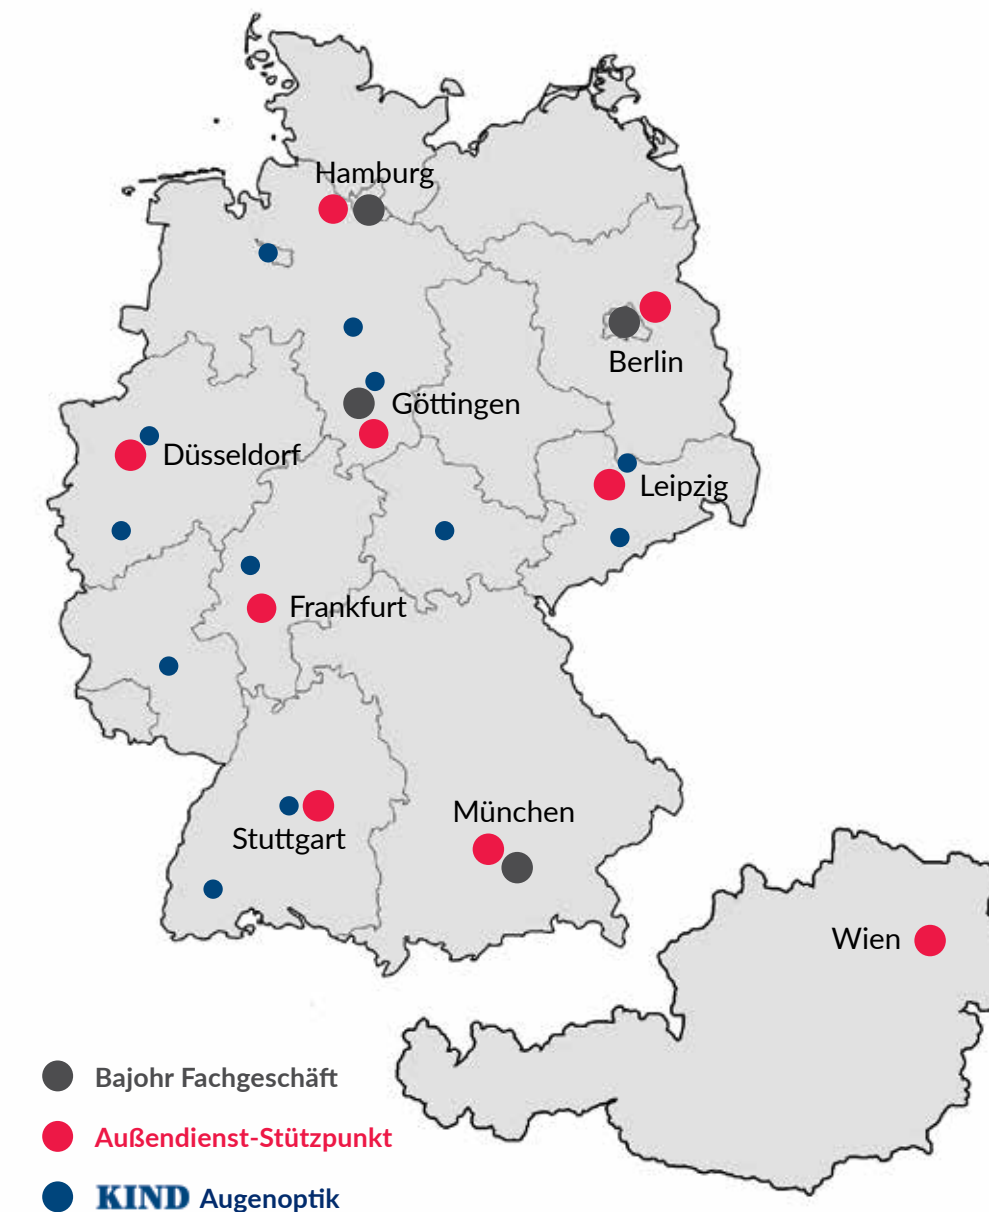 Hamburg
Berlin
Göttingen
Düsseldorf
Leipzig
Frankfurt
München
Stuttgart
Wien
Bajohr Fachgeschäft
Außendienst-Stützpunkt
KIND Augenoptik